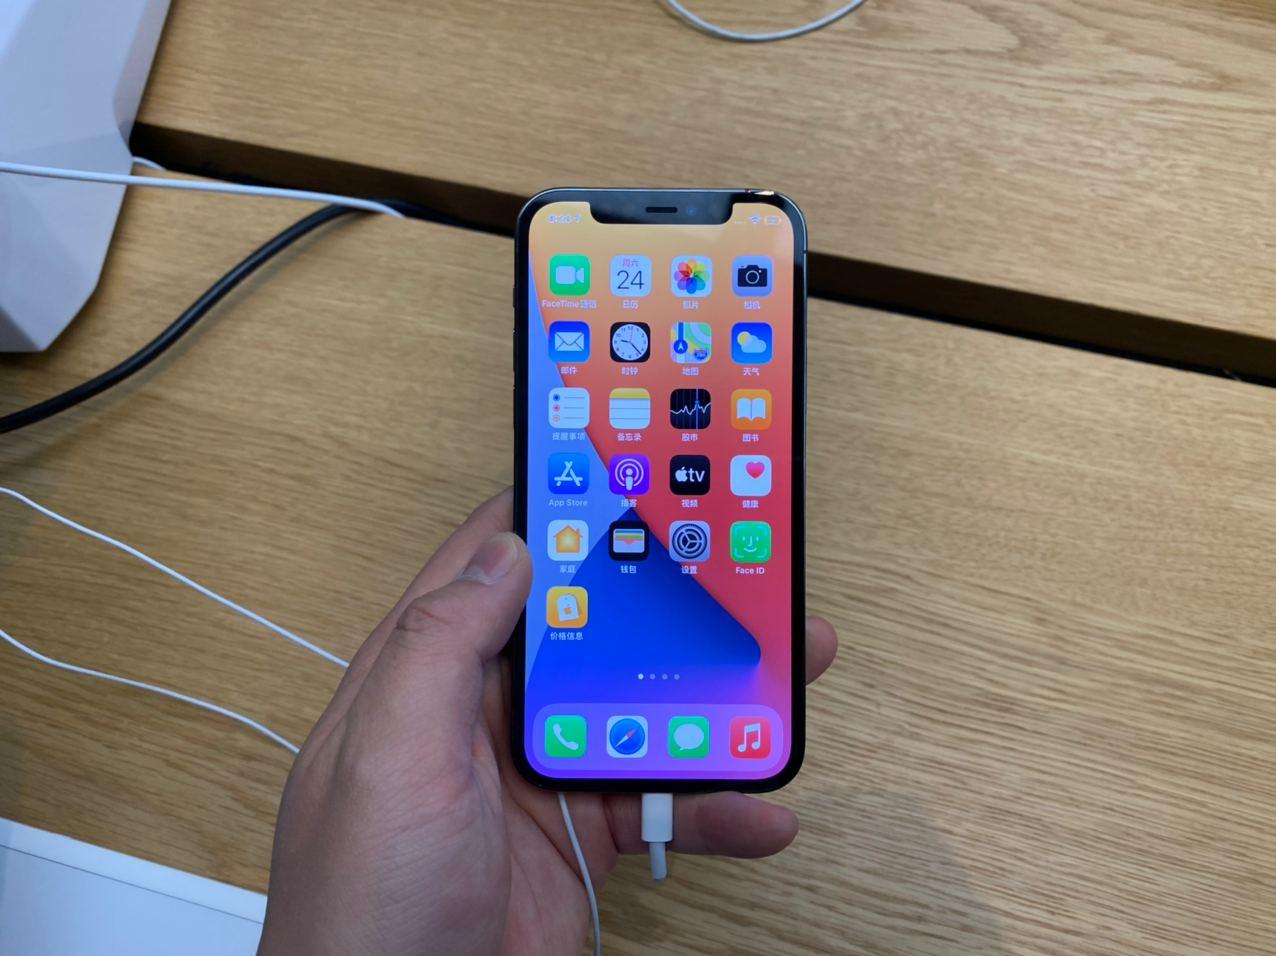 周六
24
FaceTime通话 日历 照片 相机
邮件 时钟 地图 天气
提醒事项 备忘录 股市 图书
tv
App Store 播客 视频 健康
家庭 钱包 设置 Face ID
价格信息